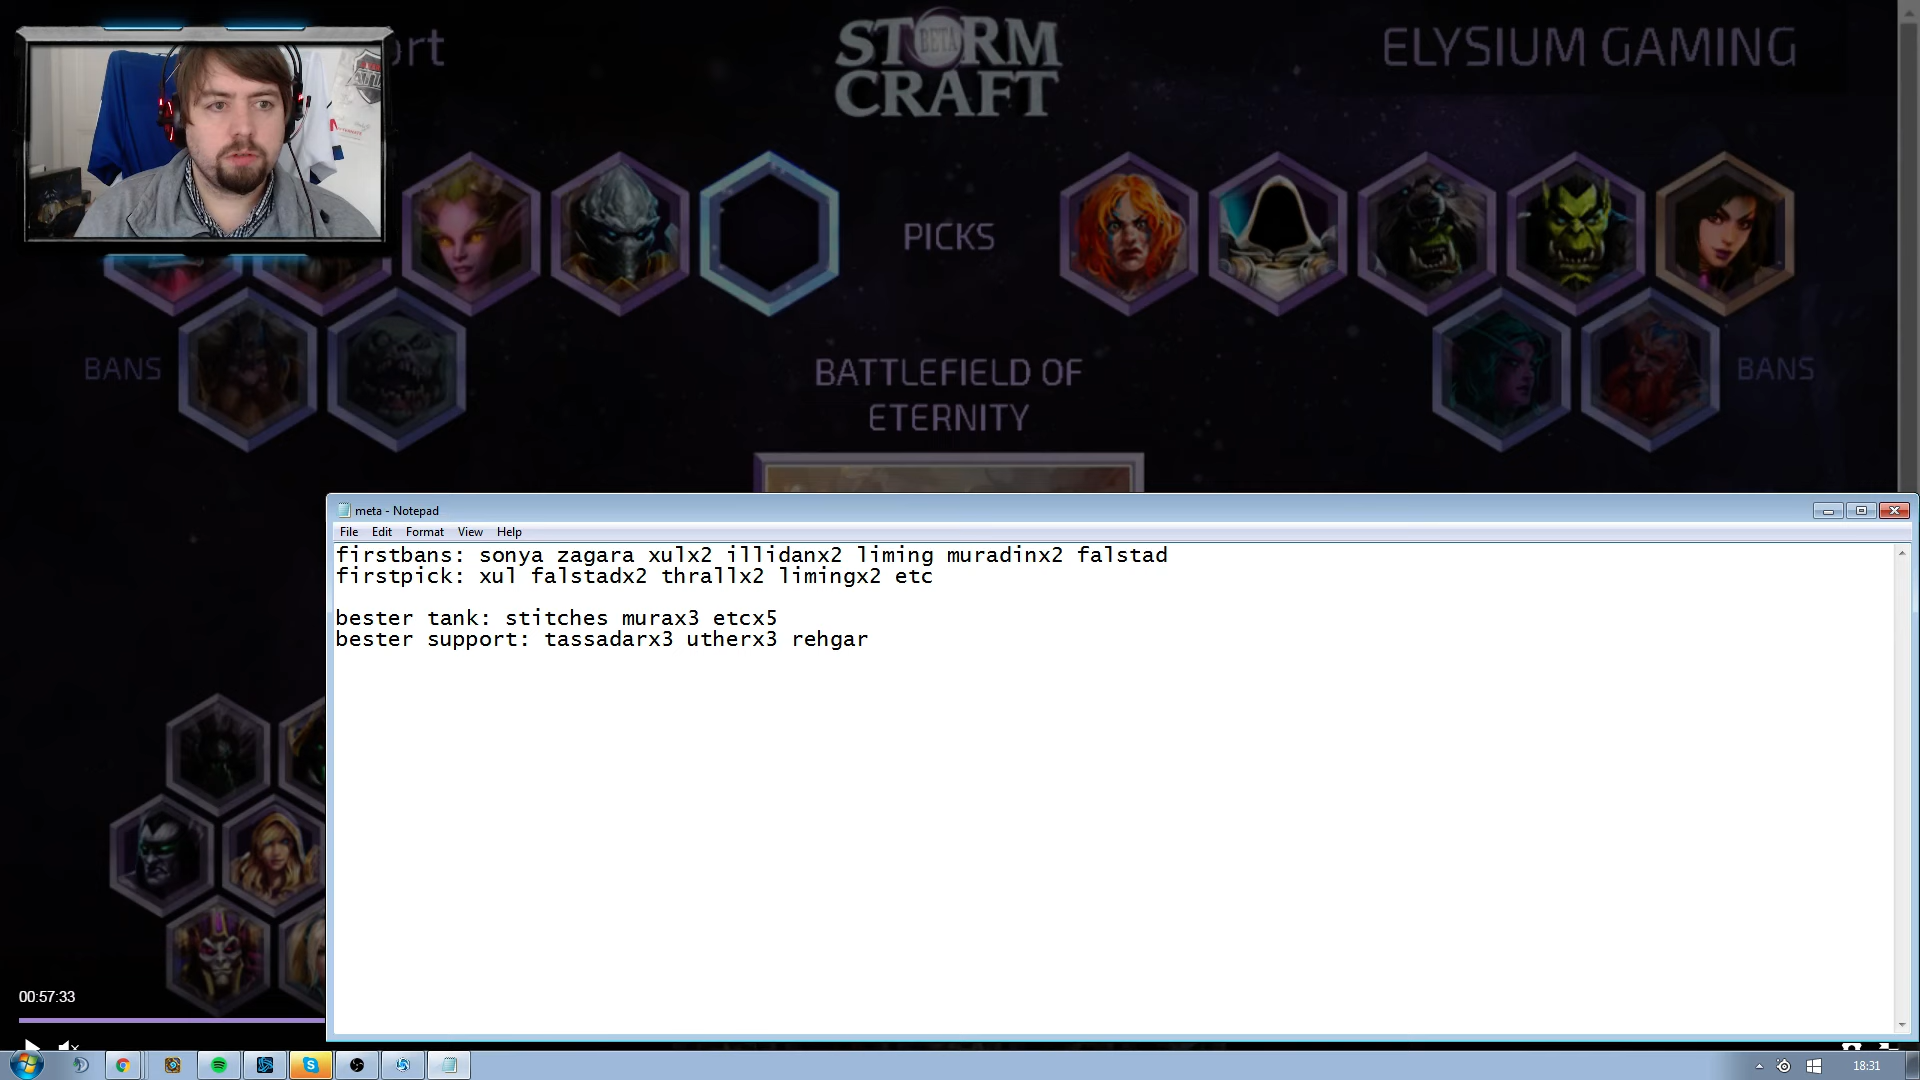 ort
STORM
BETA
CRAFT
ELYSIUM GAMING
PICKS
BANS
BATTLEFIELD OF
ETERNITY
BANS
meta - Notepad
File Edit Format View Help
firstbans: sonya zagara xulx2 illidanx2 liming muradinx2 falstad
firstpick: xul falstadx2 thrallx2 limingx2 etc
bester tank: stitches murax3 etcx5
bester support: tassadarx3 utherx3 rehgar
00:57:33
18:31